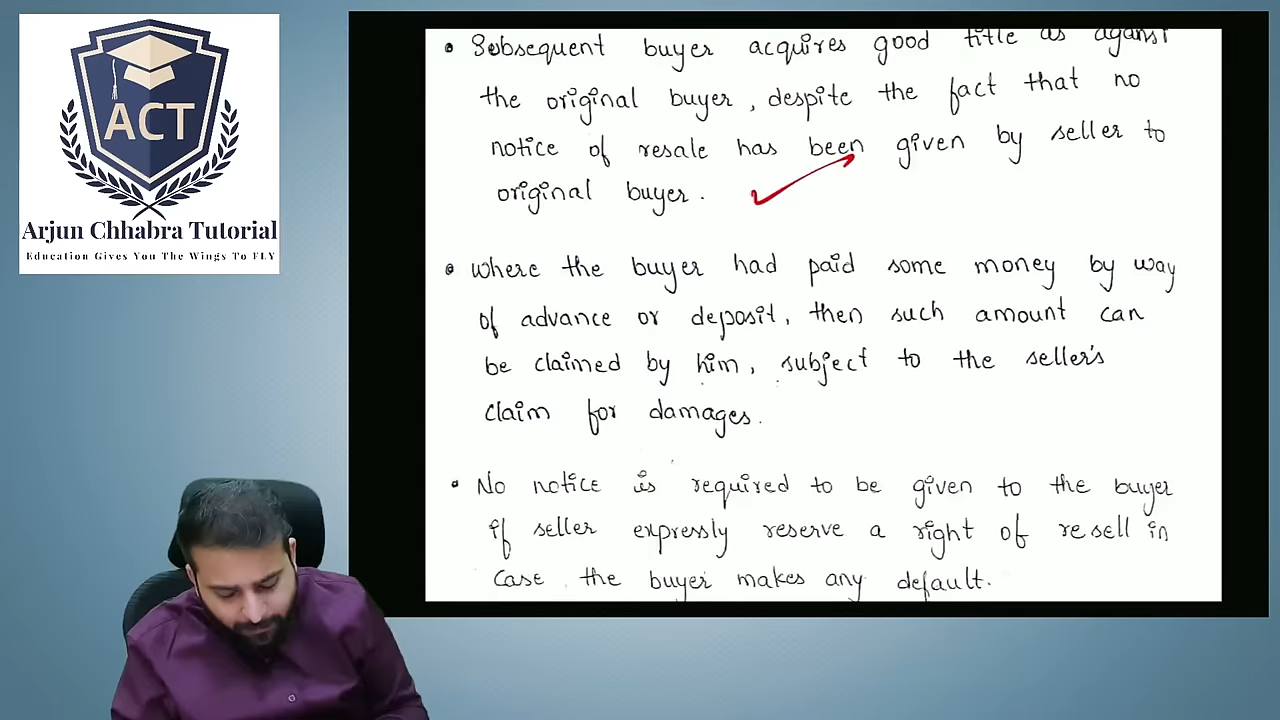 ACT
Arjun Chhabra Tutorial
Education Gives You The Wings To FLY
• Subsequent buyer acquires good title as against
the original buyer, despite the fact that no
notice of resale has been given by seller to
original buyer.
• Where the buyer had paid some money by way
of advance or deposit, then such amount can
be claimed by him, subject to the seller's
claim for damages.
• No notice is required to be given to the buyer
if seller expressly reserve a right of resell in
case the buyer makes any default.